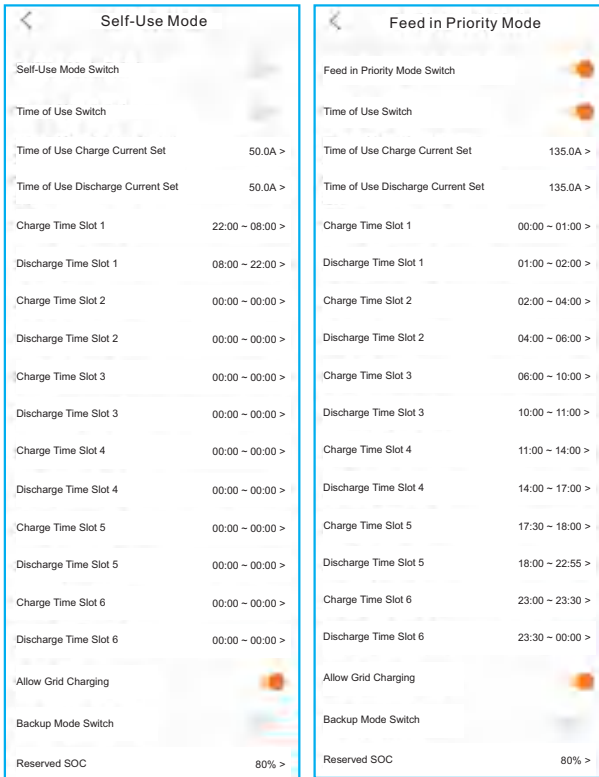 Self-Use Mode
Self-Use Mode Switch
Time of Use Switch
Time of Use Charge Current Set 50.0A >
Time of Use Discharge Current Set 50.0A >
Charge Time Slot 1 22:00 ~ 08:00 >
Discharge Time Slot 1 08:00 ~ 22:00 >
Charge Time Slot 2 00:00 ~ 00:00 >
Discharge Time Slot 2 00:00 ~ 00:00 >
Charge Time Slot 3 00:00 ~ 00:00 >
Discharge Time Slot 3 00:00 ~ 00:00 >
Charge Time Slot 4 00:00 ~ 00:00 >
Discharge Time Slot 4 00:00 ~ 00:00 >
Charge Time Slot 5 00:00 ~ 00:00 >
Discharge Time Slot 5 00:00 ~ 00:00 >
Charge Time Slot 6 00:00 ~ 00:00 >
Discharge Time Slot 6 00:00 ~ 00:00 >
Allow Grid Charging
Backup Mode Switch
Reserved SOC 80% >
Feed in Priority Mode
Feed in Priority Mode Switch
Time of Use Switch
Time of Use Charge Current Set 135.0A >
Time of Use Discharge Current Set 135.0A >
Charge Time Slot 1 00:00 ~ 01:00 >
Discharge Time Slot 1 01:00 ~ 02:00 >
Charge Time Slot 2 02:00 ~ 04:00 >
Discharge Time Slot 2 04:00 ~ 06:00 >
Charge Time Slot 3 06:00 ~ 10:00 >
Discharge Time Slot 3 10:00 ~ 11:00 >
Charge Time Slot 4 11:00 ~ 14:00 >
Discharge Time Slot 4 14:00 ~ 17:00 >
Charge Time Slot 5 17:30 ~ 18:00 >
Discharge Time Slot 5 18:00 ~ 22:55 >
Charge Time Slot 6 23:00 ~ 23:30 >
Discharge Time Slot 6 23:30 ~ 00:00 >
Allow Grid Charging
Backup Mode Switch
Reserved SOC 80% >